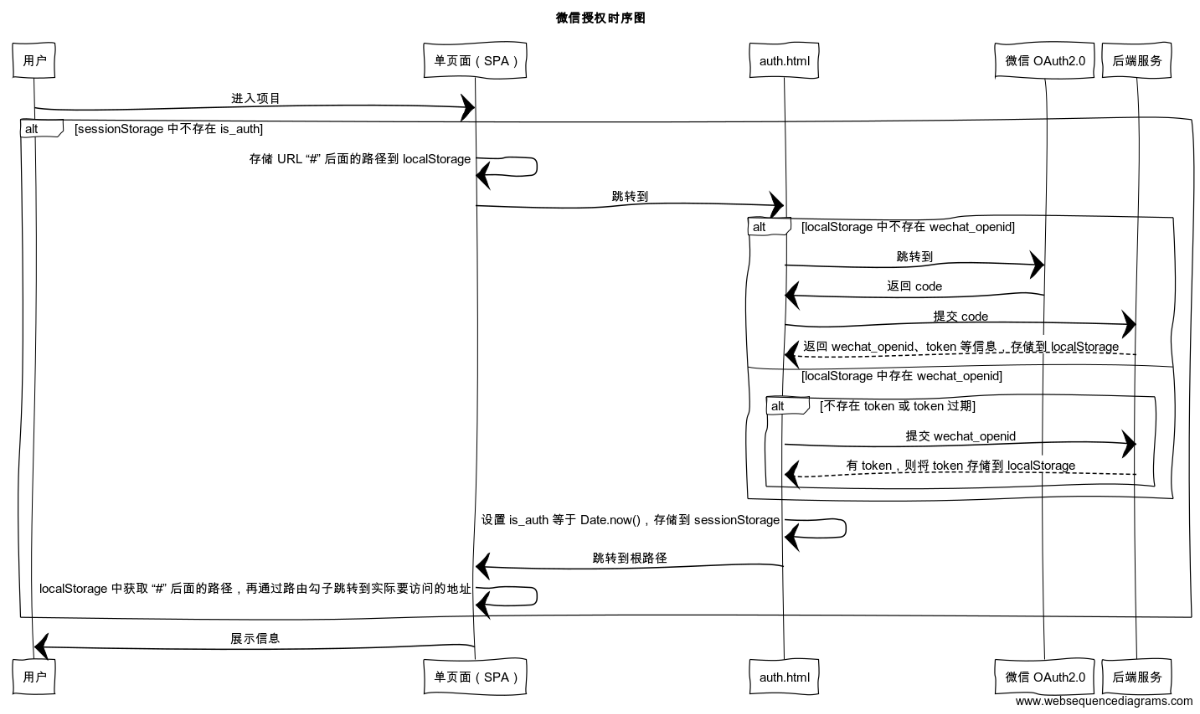 微信授权时序图
用户
单页面（SPA）
auth.html
微信 OAuth2.0
后端服务
进入项目
alt
[sessionStorage 中不存在 is_auth]
存储 URL “#” 后面的路径到 localStorage
跳转到
alt
[localStorage 中不存在 wechat_openid]
跳转到
返回 code
提交 code
返回 wechat_openid、token 等信息，存储到 localStorage
[localStorage 中存在 wechat_openid]
alt
[不存在 token 或 token 过期]
提交 wechat_openid
有 token，则将 token 存储到 localStorage
设置 is_auth 等于 Date.now()，存储到 sessionStorage
跳转到根路径
localStorage 中获取 “#” 后面的路径，再通过路由勾子跳转到实际要访问的地址
展示信息
用户
单页面（SPA）
auth.html
微信 OAuth2.0
后端服务
www.websequencediagrams.com